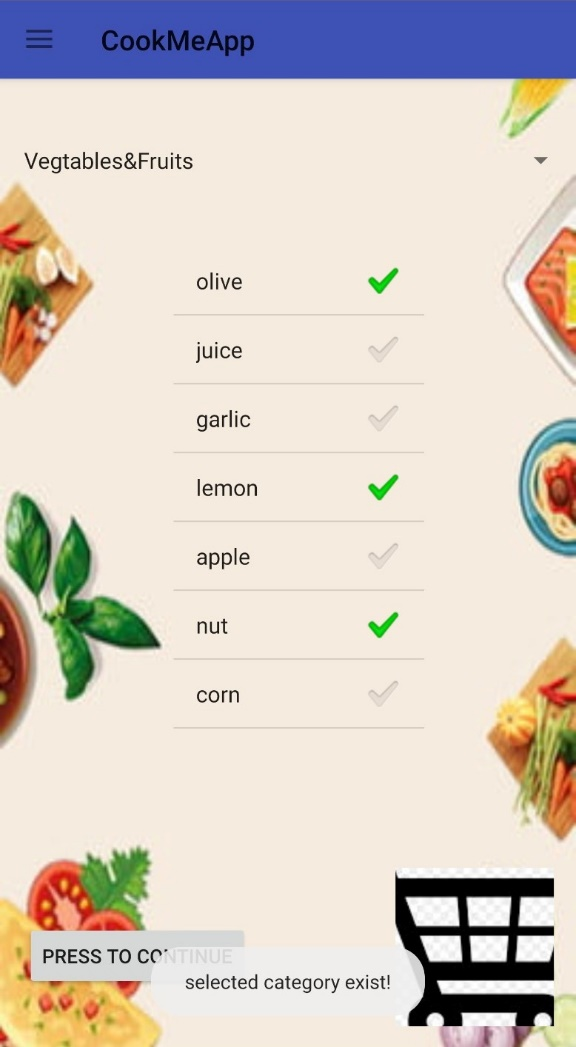 CookMeApp
Vegtables&Fruits
olive
juice
garlic
lemon
apple
nut
corn
PRESS TO CONTINUE
selected category exist!